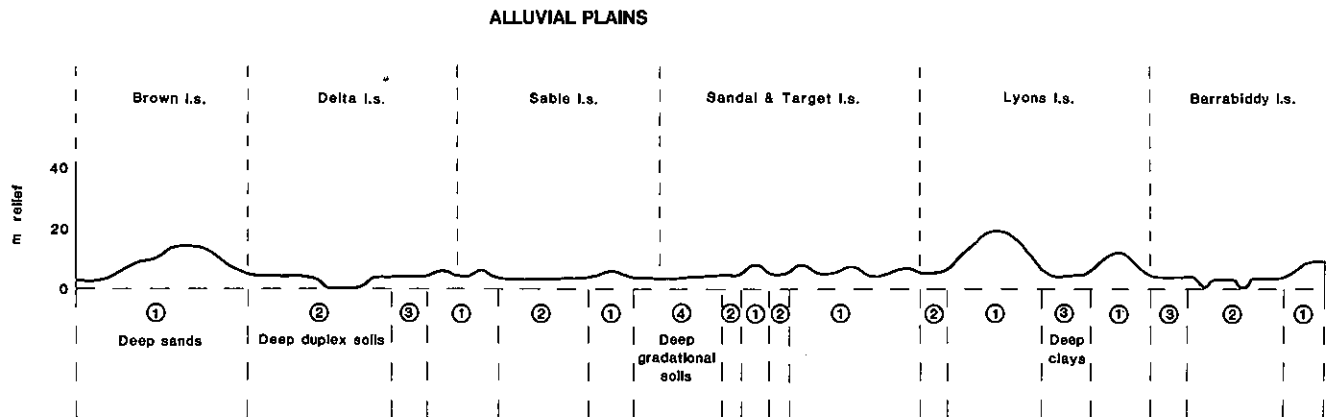 ALLUVIAL PLAINS
Brown l.s. Delta l.s. Sable l.s. Sandal & Target l.s. Lyons l.s. Barrabiddy l.s.
m relief
40
20
0
① ② ③ ① ② ① ④ ② ① ② ① ② ① ③ ① ③ ② ①
Deep sands Deep duplex soils Deep gradational soils Deep clays